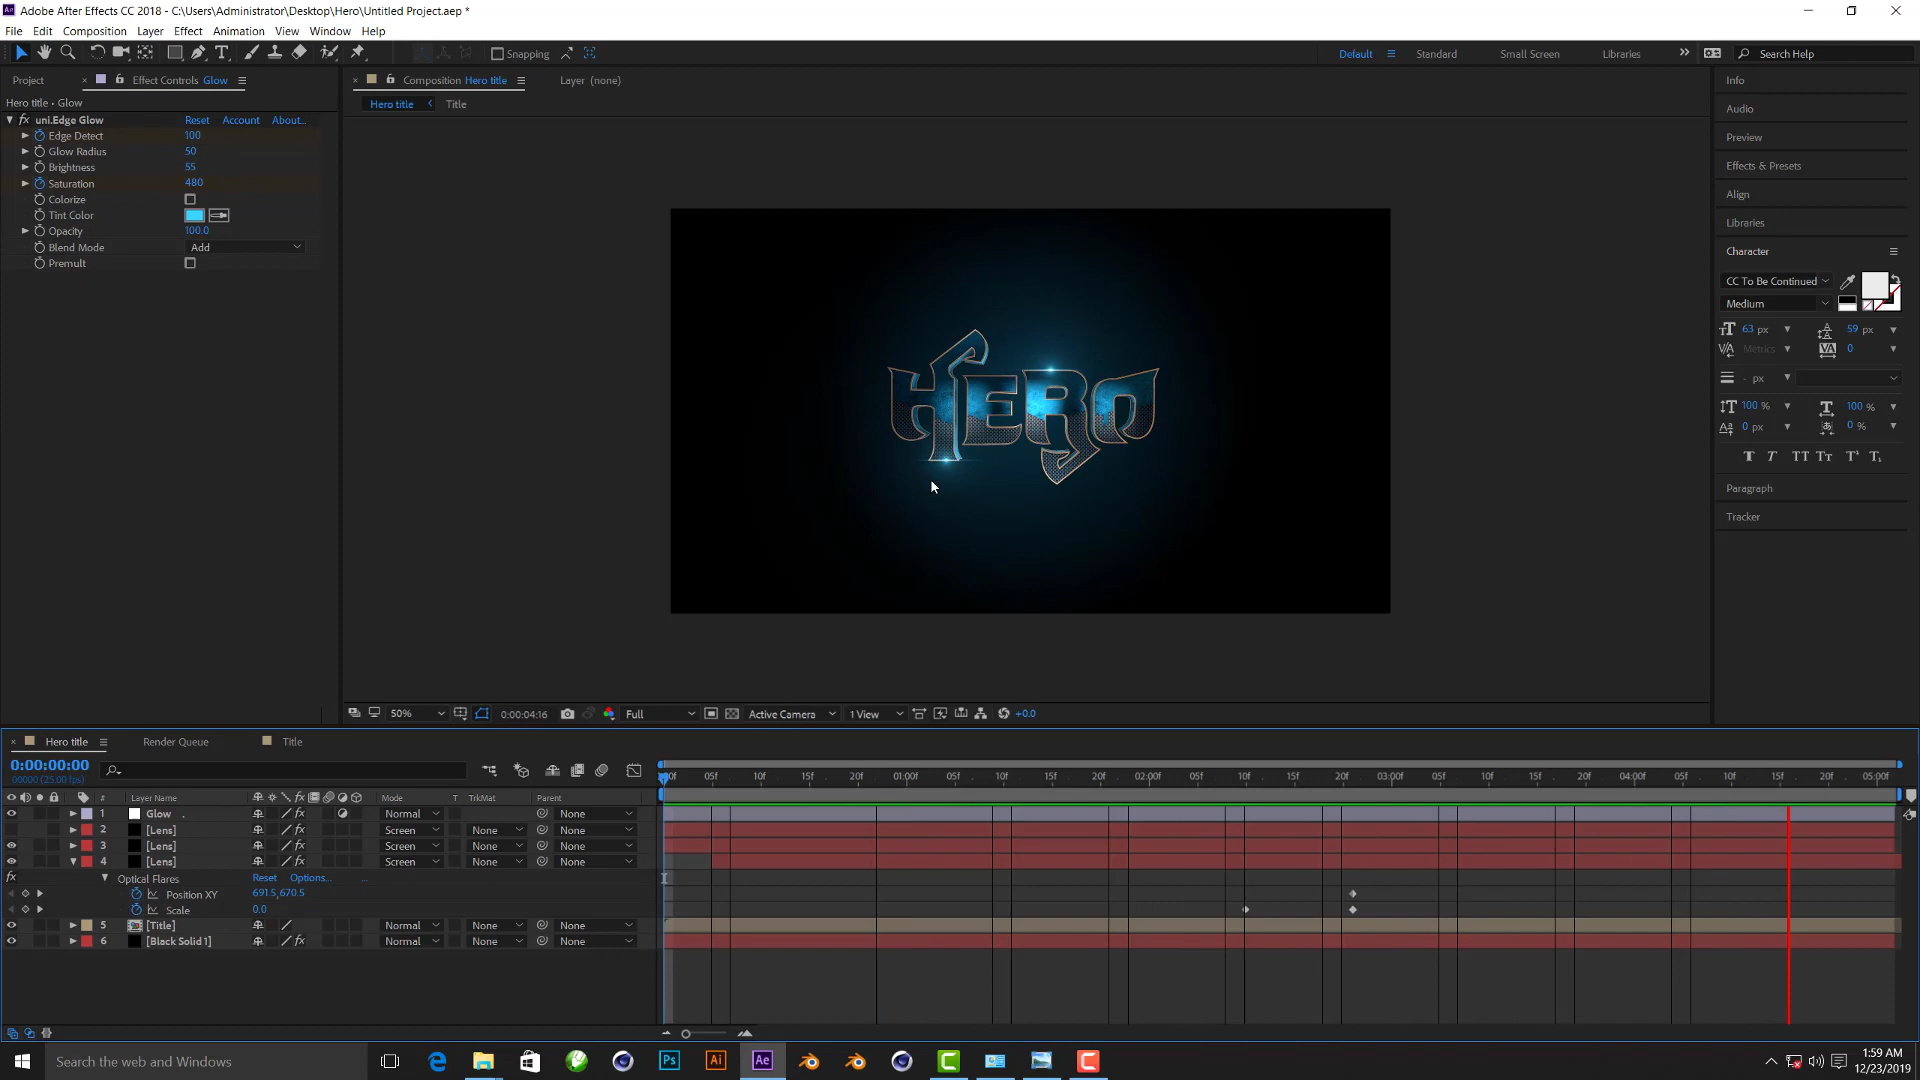 Adobe After Effects CC 2018 - C:\Users\Administrator\Desktop\Hero\Untitled Project.aep *
File Edit Composition Layer Effect Animation View Window Help
Snapping
Default Standard Small Screen Libraries Search Help
Project Effect Controls Glow
Hero title • Glow
uni.Edge Glow Reset Account About...
Edge Detect 100
Glow Radius 50
Brightness 55
Saturation 480
Colorize
Tint Color
Opacity 100.0
Blend Mode Add
Premult
Composition Hero title Layer (none)
Hero title Title
HERO
50% 0:00:04:16 Full Active Camera 1 View +0.0
Info
Audio
Preview
Effects & Presets
Align
Libraries
Character
CC To Be Continued
Medium
63 px 59 px
Metrics 0
- px
100 % 100 %
0 px 0 %
T T TT Tт T¹ T₁
Paragraph
Tracker
Hero title Render Queue Title
0:00:00:00
00000 (25.00 fps)
# Layer Name Mode T TrkMat Parent
1 Glow . Normal None
2 [Lens] Screen None None
3 [Lens] Screen None None
4 [Lens] Screen None None
Optical Flares Reset Options... ...
Position XY 691.5,670.5
Scale 0.0
5 [Title] Normal None None
6 [Black Solid 1] Normal None None
05f 10f 15f 20f 01:00f 05f 10f 15f 20f 02:00f 05f 10f 15f 20f 03:00f 05f 10f 15f 20f 04:00f 05f 10f 15f 20f 05:00f
Search the web and Windows
Ps Ai Ae
1:59 AM
12/23/2019